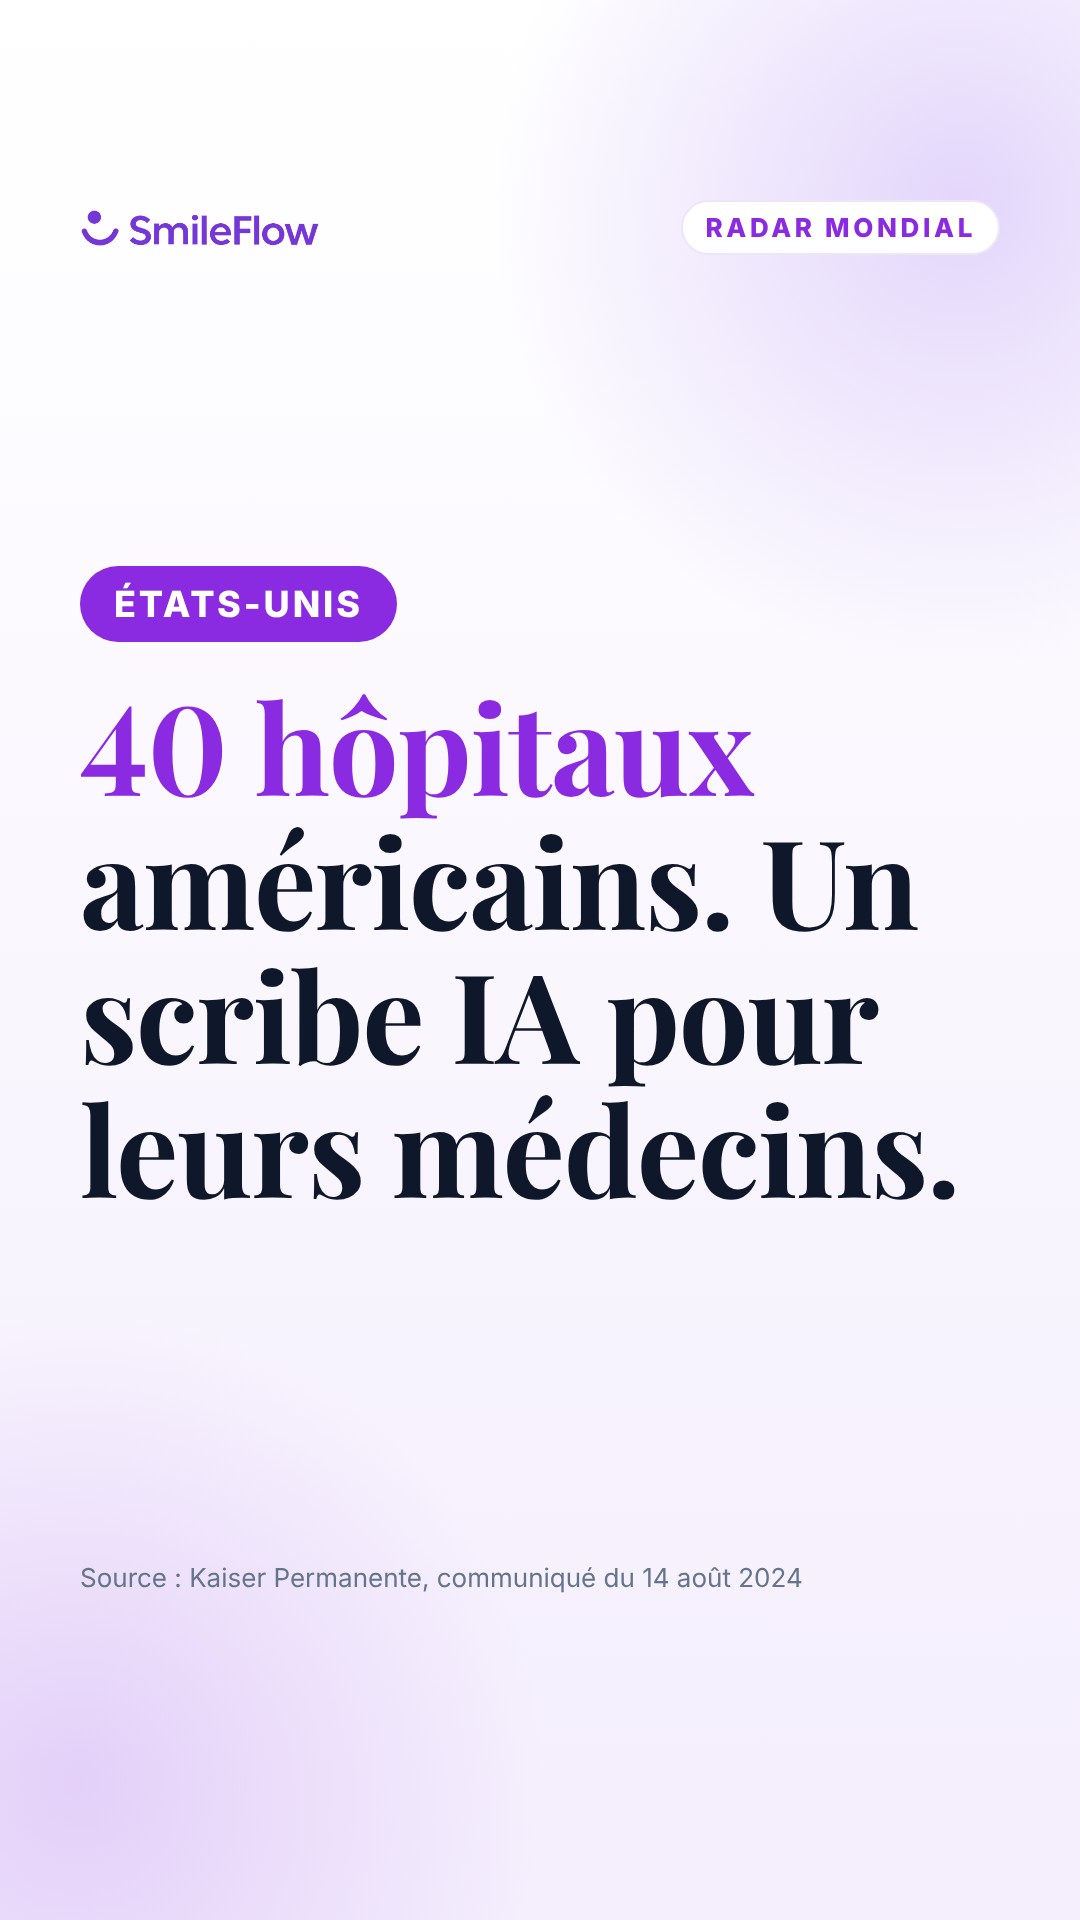 SmileFlow
RADAR MONDIAL
ÉTATS-UNIS
40 hôpitaux
américains. Un
scribe IA pour
leurs médecins.
Source : Kaiser Permanente, communiqué du 14 août 2024